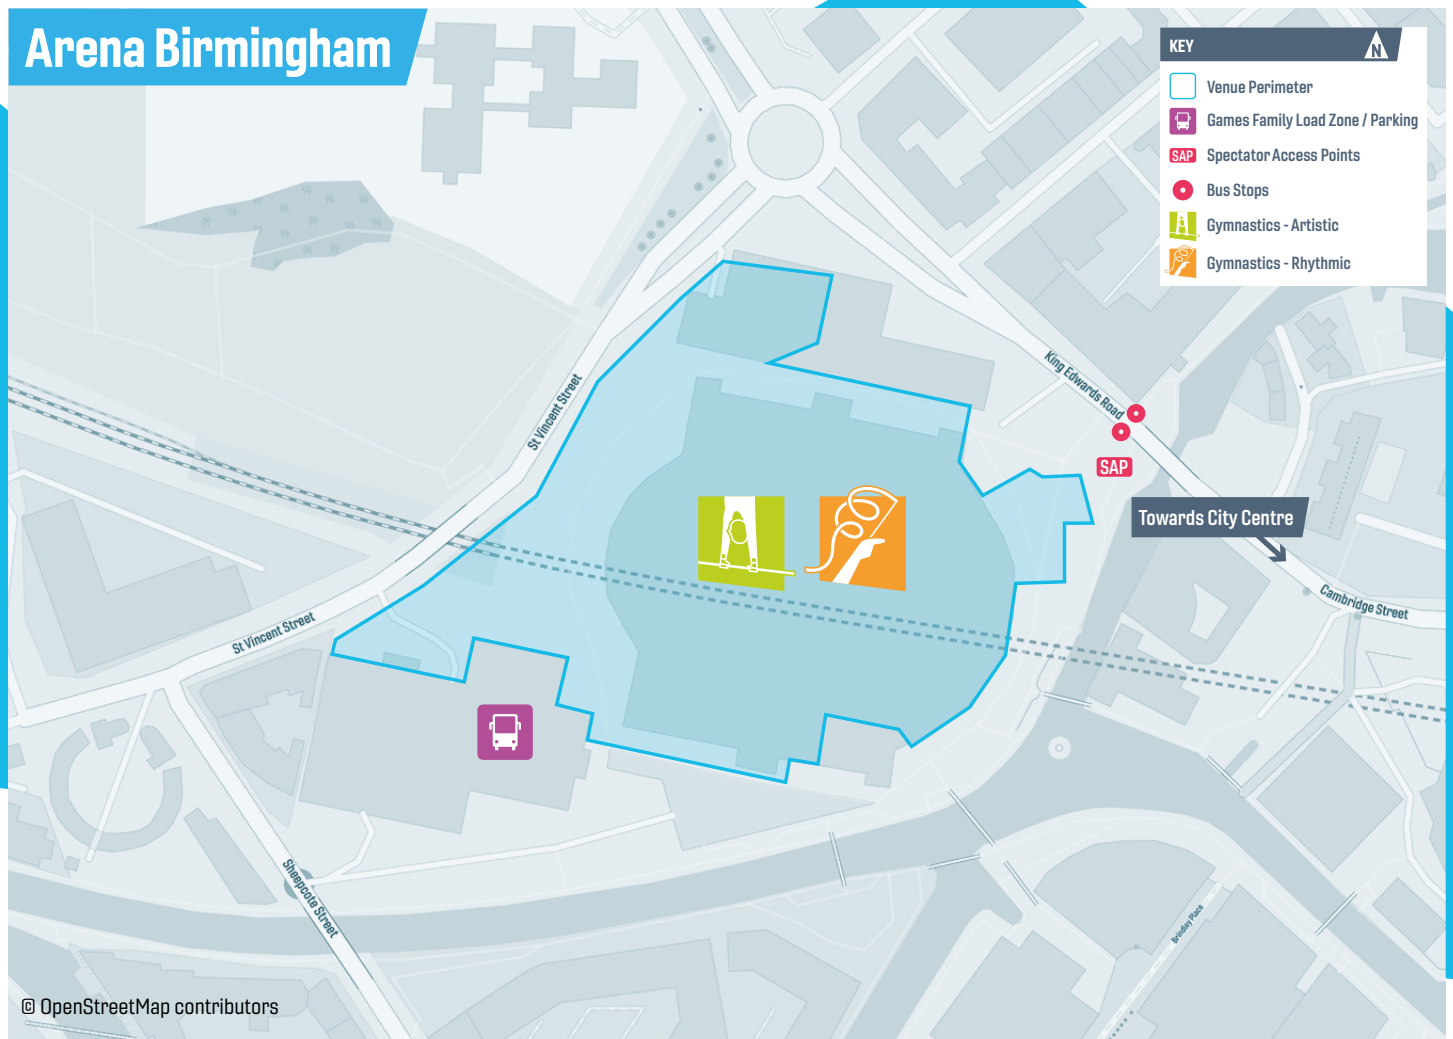 Arena Birmingham
KEY
N
Venue Perimeter
Games Family Load Zone / Parking
SAP
Spectator Access Points
Bus Stops
Gymnastics - Artistic
Gymnastics - Rhythmic
King Edwards Road
St Vincent Street
SAP
Towards City Centre
Cambridge Street
St Vincent Street
Sheepcote Street
Brindley Place
© OpenStreetMap contributors